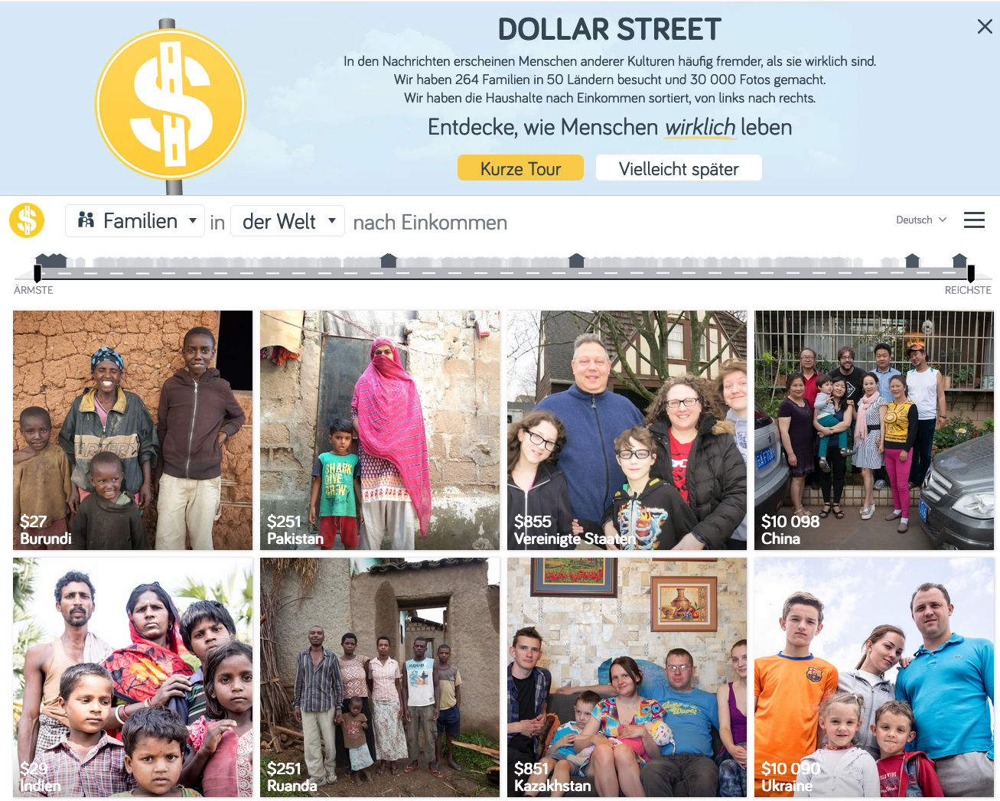 DOLLAR STREET
In den Nachrichten erscheinen Menschen anderer Kulturen häufig fremder, als sie wirklich sind.
Wir haben 264 Familien in 50 Ländern besucht und 30 000 Fotos gemacht.
Wir haben die Haushalte nach Einkommen sortiert, von links nach rechts.
Entdecke, wie Menschen wirklich leben
Kurze Tour
Vielleicht später
Familien in der Welt nach Einkommen
Deutsch
ÄRMSTE
REICHSTE
SHARK
DIVE
CREW
$27
Burundi
$251
Pakistan
$855
Vereinigte Staaten
$10 098
China
$29
Indien
$251
Ruanda
$851
Kazakhstan
$10 090
Ukraine